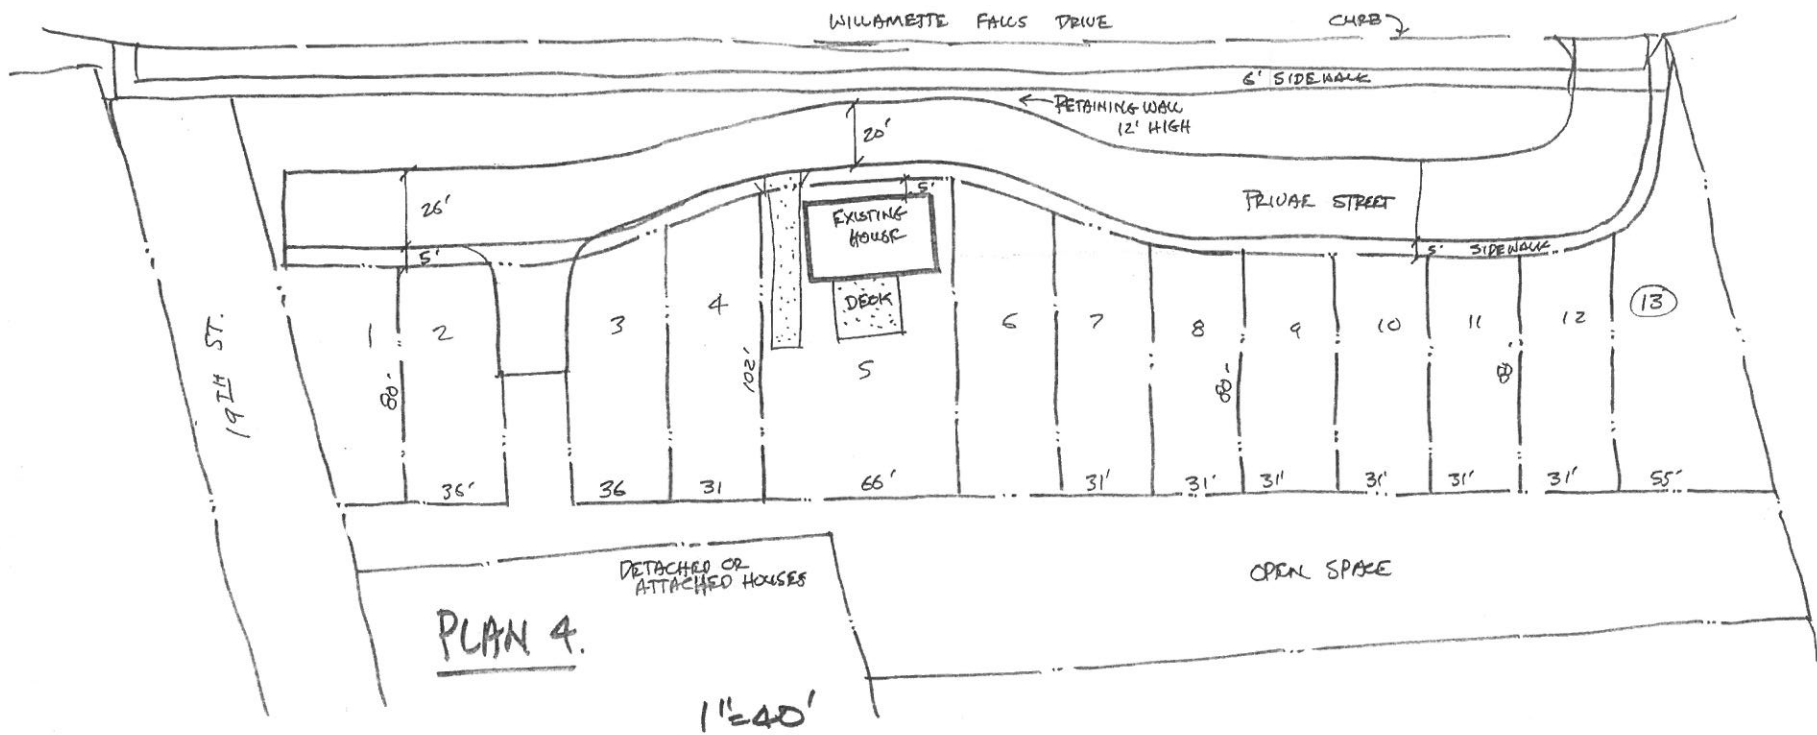 WILLAMETTE FALLS DRIVE
CURB
6' SIDEWALK
RETAINING WALL
12' HIGH
20'
26'
5'
5'
EXISTING
HOUSE
DECK
PRIVAE STREET
5' SIDEWALK
19TH ST.
1
2
3
4
5
6
7
8
9
10
11
12
13
80'
102'
80'
80'
36'
36
31
66'
31'
31'
31'
31'
31'
31'
55'
DETACHED OR
ATTACHED HOUSES
OPEN SPACE
PLAN 4.
1"=40'